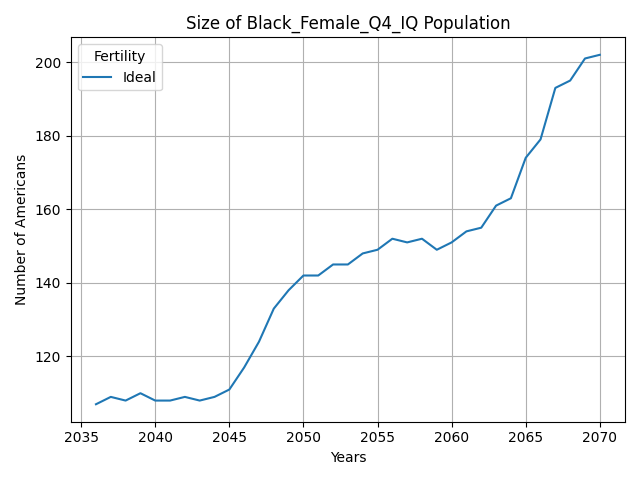 Size of Black_Female_Q4_IQ Population
Fertility
Ideal
Number of Americans
200
180
160
140
120
2035 2040 2045 2050 2055 2060 2065 2070
Years